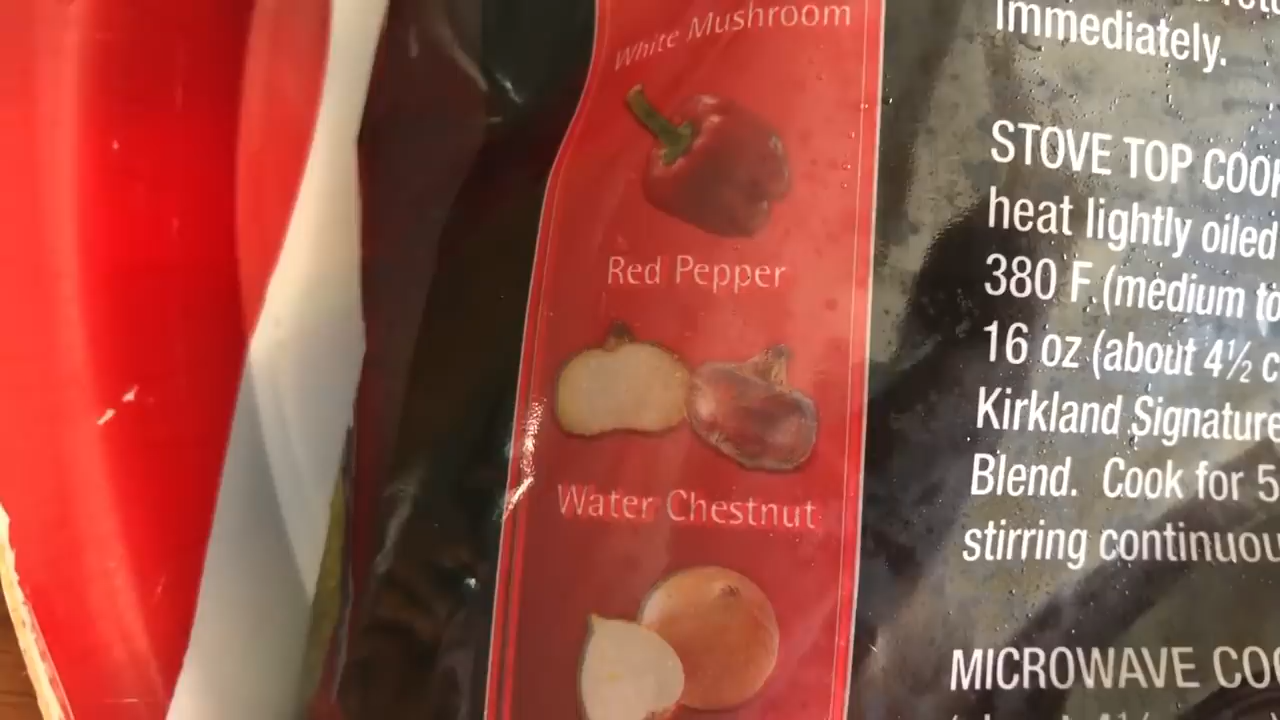 White Mushroom
Red Pepper
Water Chestnut
Immediately.
STOVE TOP
heat lightly oiled
380 F (medium to
16 oz (about 4½
Kirkland Signature
Blend. Cook for 5
stirring
MICROWAVE